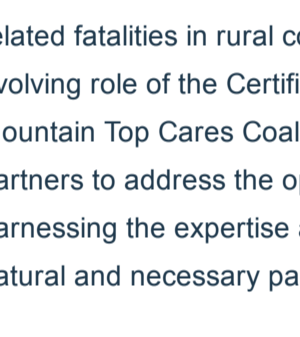 elated fatalities in rural co
volving role of the Certifi
ountain Top Cares Coal
artners to address the o
arnessing the expertise
atural and necessary pa